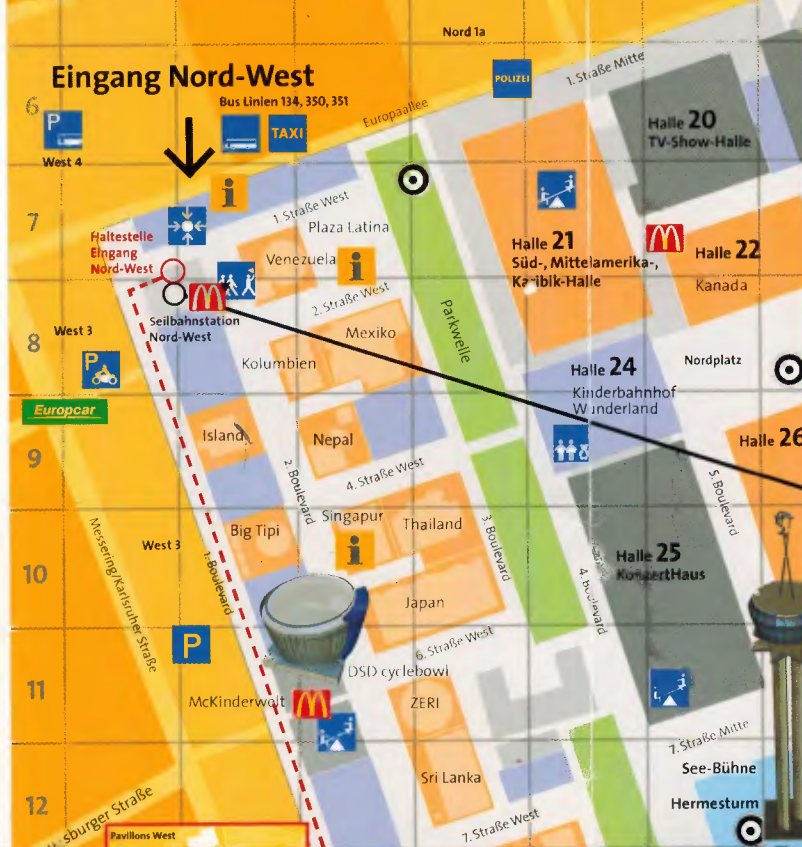 Nord 1a
Eingang Nord-West
Bus Linien 134, 350, 351
POLIZEI
1. Straße Mitte
6
P
TAXI
Europaallee
Halle 20
TV-Show-Halle
West 4
7
i
1. Straße West
Plaza Latina
Haltestelle
Eingang
Nord-West
Venezuela
i
Halle 21
Süd-, Mittelamerika-,
Karibik-Halle
M
Halle 22
Kanada
M
2. Straße West
Seilbahnstation
Nord-West
West 3
8
Mexiko
Parkwelle
P
Kolumbien
Halle 24
Kinderbahnhof
Wunderland
Nordplatz
Europcar
Island
Nepal
Halle 26
9
4. Straße West
2. Boulevard
5. Boulevard
Singapur
Thailand
Big Tipi
i
3. Boulevard
West 3
Messering/Karlsruher Straße
1. Boulevard
10
Halle 25
KonzertHaus
4. Boulevard
Japan
P
6. Straße West
DSD cyclebowl
11
McKinderwelt
M
ZERI
7. Straße Mitte
See-Bühne
Sri Lanka
Hermesturm
12
sburger Straße
7. Straße West
Pavillons West